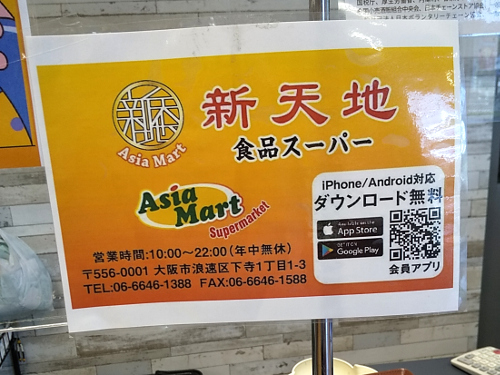 新天地
Asia Mart
新天地
食品スーパー
Asia
Mart
Supermarket
営業時間:10:00～22:00(年中無休)
〒556-0001 大阪市浪速区下寺1丁目1-3
TEL:06-6646-1388 FAX:06-6646-1588
iPhone/Android対応
ダウンロード無料
App Store
GET IT ON
Google Play
会員アプリ